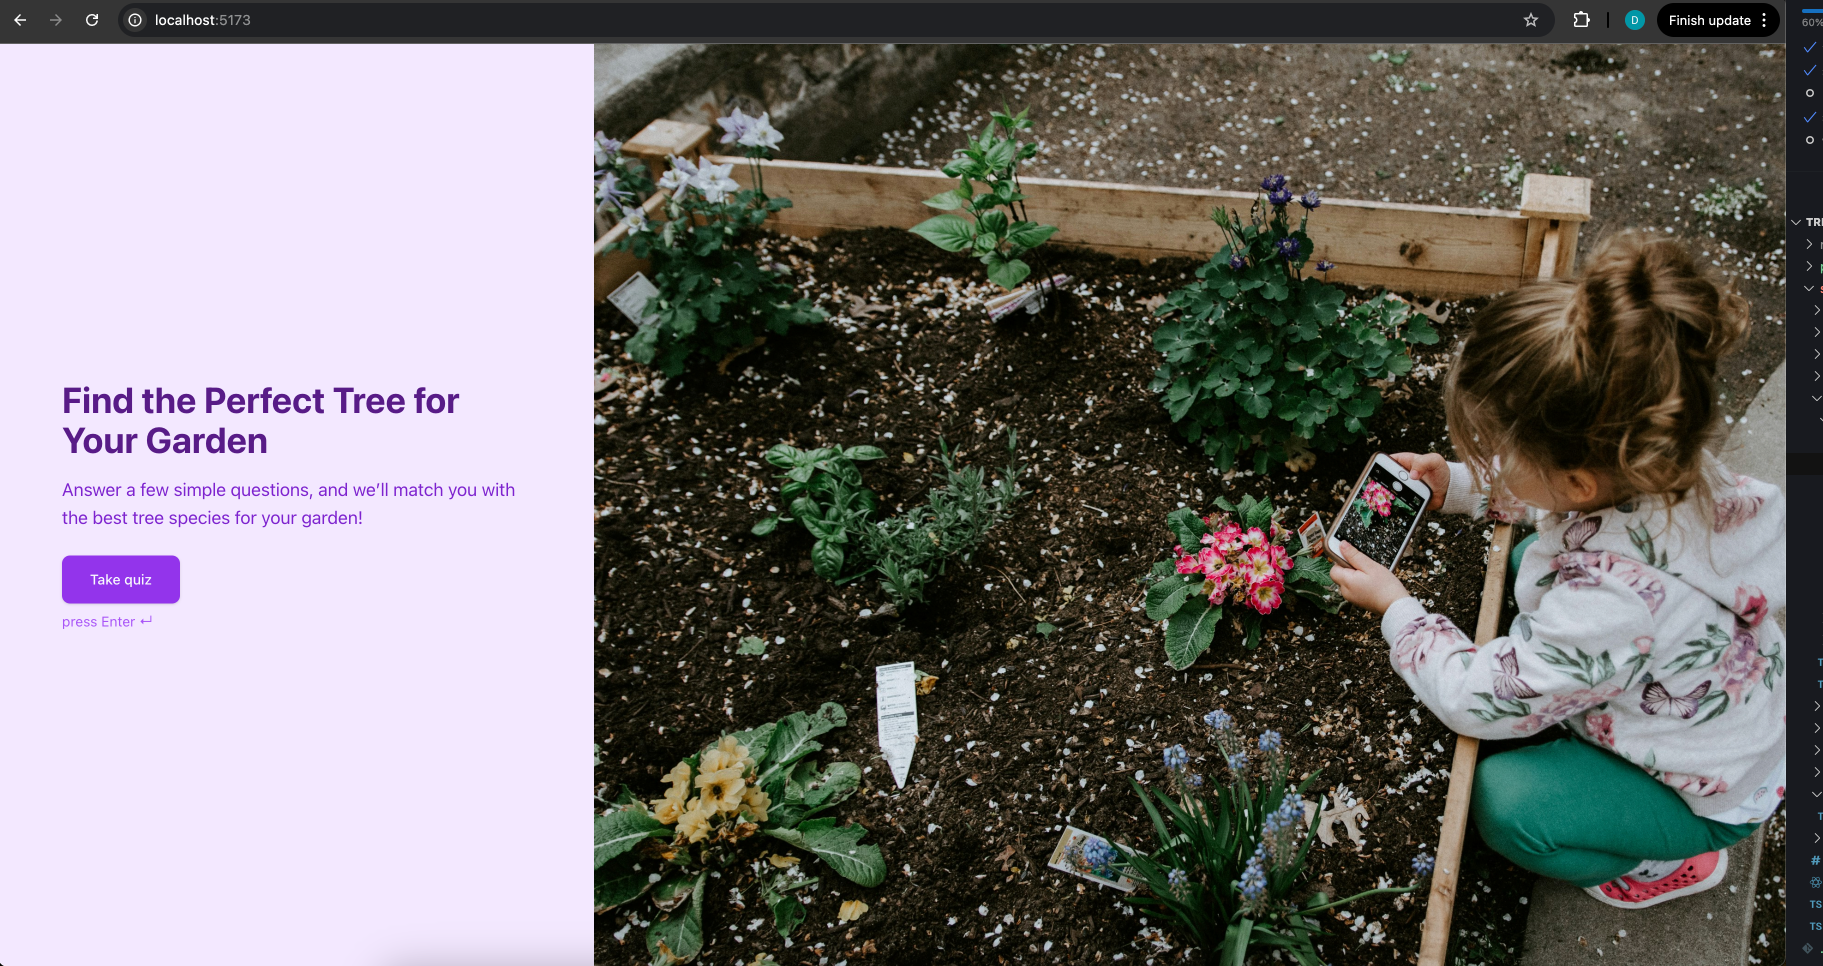 localhost:5173
D
Finish update
60%
Find the Perfect Tree for
Your Garden
Answer a few simple questions, and we’ll match you with
the best tree species for your garden!
Take quiz
press Enter ↵
#
TS
TS